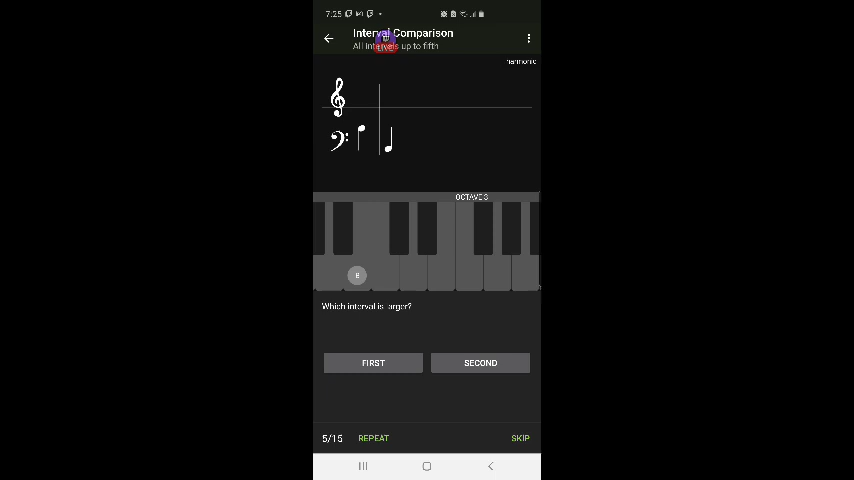 7:25
Interval Comparison
All intervals up to fifth
LIVE
harmonic
OCTAVE 3
B
Which interval is larger?
FIRST
SECOND
5/15
REPEAT
SKIP